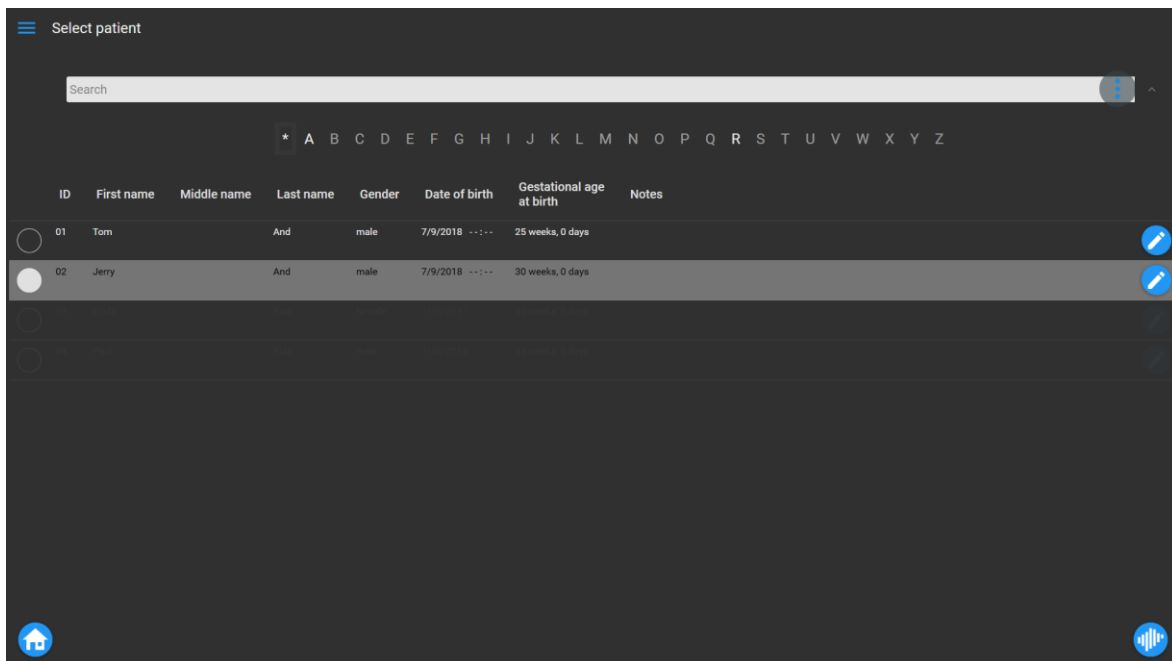 Select patient
Search
* A B C D E F G H I J K L M N O P Q R S T U V W X Y Z
ID First name Middle name Last name Gender Date of birth Gestational age at birth Notes
01 Tom And male 7/9/2018 --:-- 25 weeks, 0 days
02 Jerry And male 7/9/2018 --:-- 30 weeks, 0 days